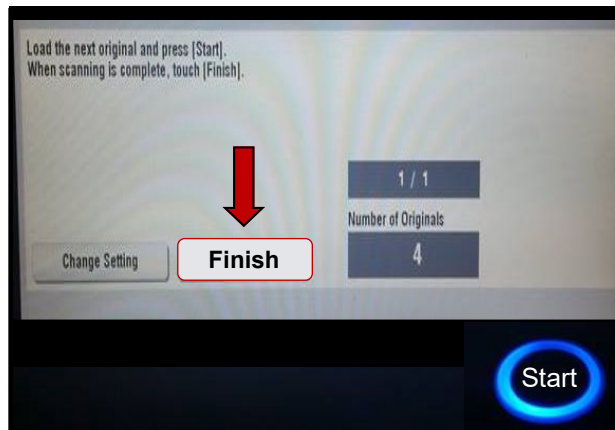 Load the next original and press [Start].
When scanning is complete, touch [Finish].
1 / 1
Number of Originals
4
Change Setting
Finish
Start